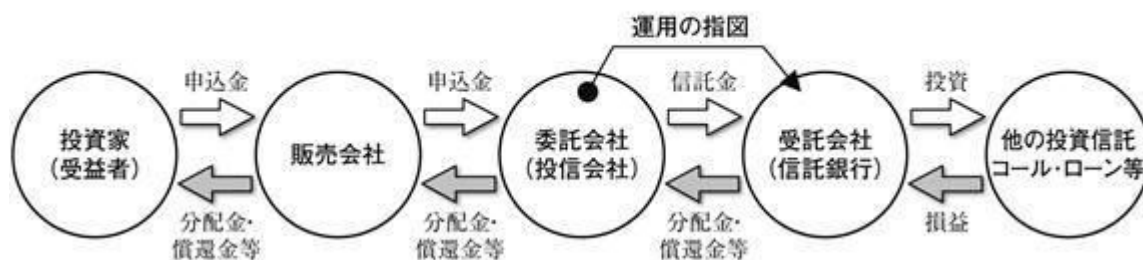 運用の指図
申込金
申込金
信託金
投資
投資家
（受益者）
販売会社
委託会社
（投信会社）
受託会社
（信託銀行）
他の投資信託
コール・ローン等
分配金・
償還金等
分配金・
償還金等
分配金・
償還金等
損益